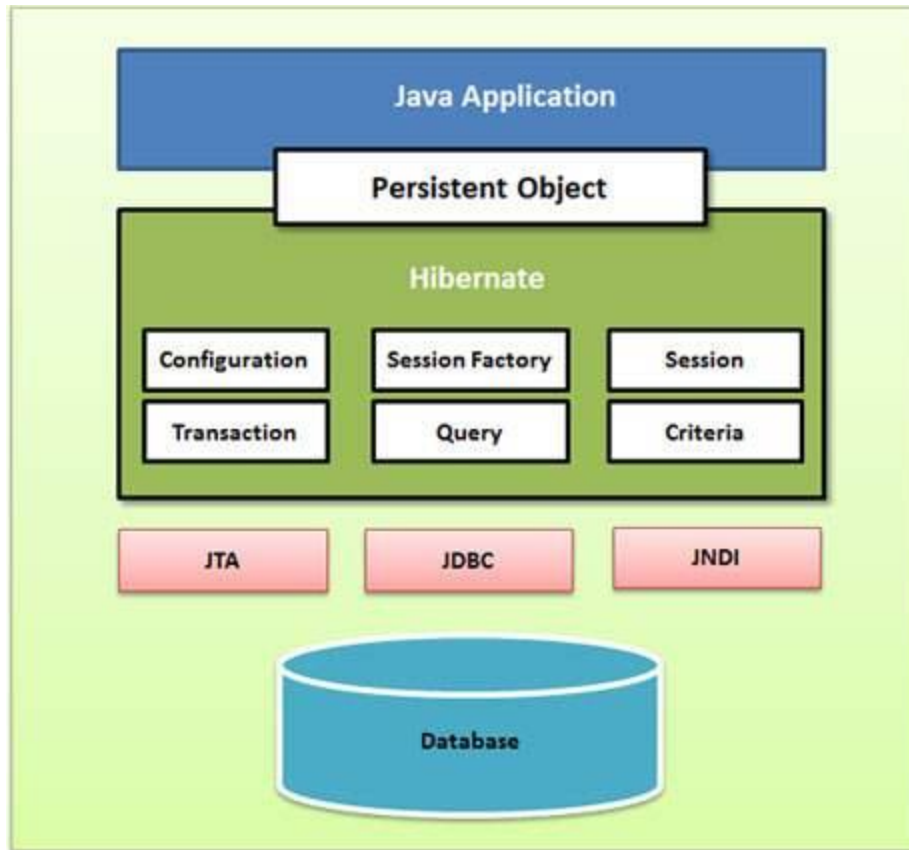 Java Application
Persistent Object
Hibernate
Configuration
Session Factory
Session
Transaction
Query
Criteria
JTA
JDBC
JNDI
Database